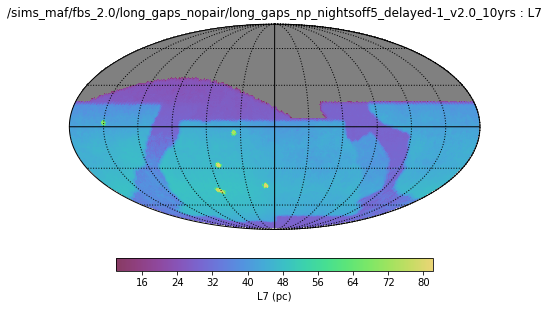 /sims_maf/fbs_2.0/long_gaps_nopair/long_gaps_np_nightsoff5_delayed-1_v2.0_10yrs : L7
16 24 32 40 48 56 64 72 80
L7 (pc)